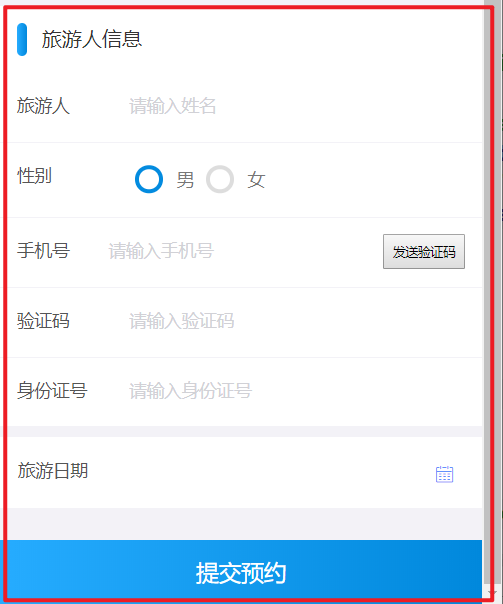 旅游人信息
旅游人 请输入姓名
性别 男 女
手机号 请输入手机号 发送验证码
验证码 请输入验证码
身份证号 请输入身份证号
旅游日期
提交预约